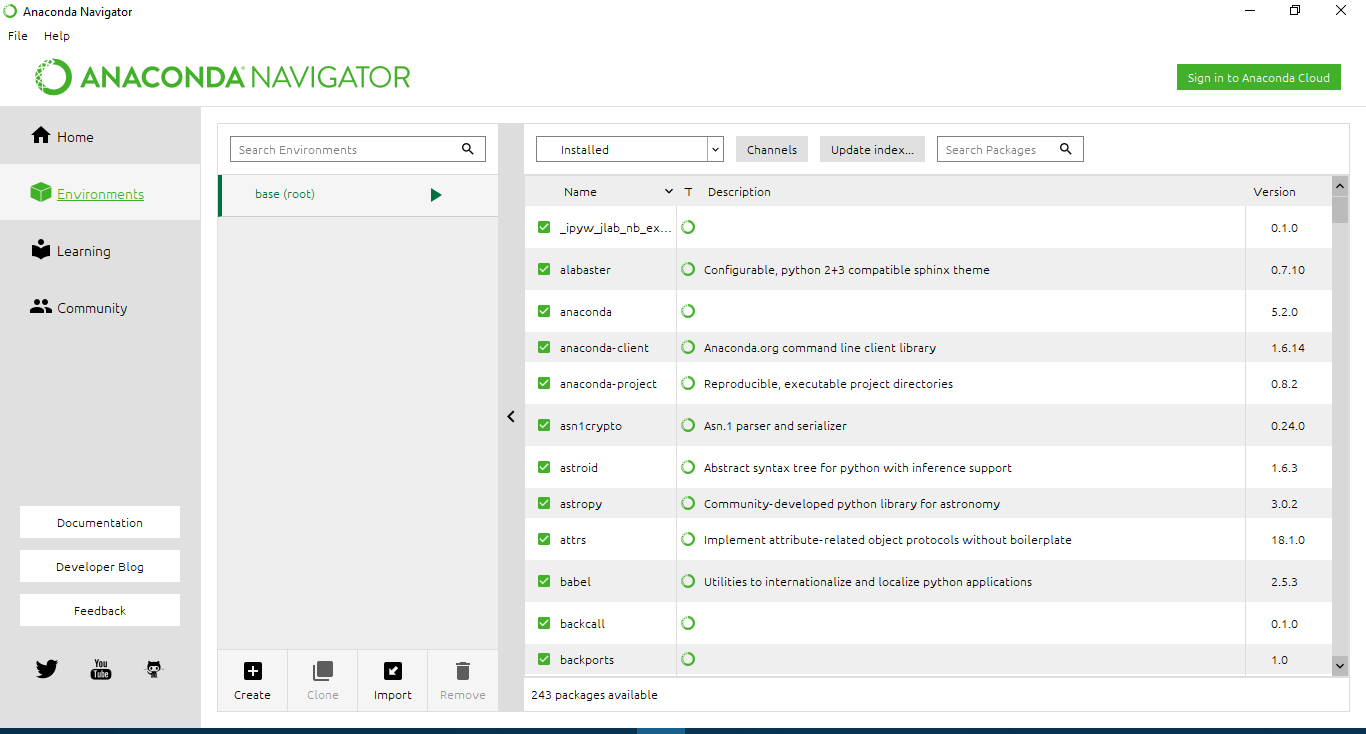 Anaconda Navigator
File Help
ANACONDA NAVIGATOR
Sign in to Anaconda Cloud
Home
Environments
Learning
Community
Documentation
Developer Blog
Feedback
You Tube
Search Environments
base (root)
Create
Clone
Import
Remove
Installed
Channels
Update index...
Search Packages
Name T Description Version
_ipyw_jlab_nb_ex... 0.1.0
alabaster Configurable, python 2+3 compatible sphinx theme 0.7.10
anaconda 5.2.0
anaconda-client Anaconda.org command line client library 1.6.14
anaconda-project Reproducible, executable project directories 0.8.2
asn1crypto Asn.1 parser and serializer 0.24.0
astroid Abstract syntax tree for python with inference support 1.6.3
astropy Community-developed python library for astronomy 3.0.2
attrs Implement attribute-related object protocols without boilerplate 18.1.0
babel Utilities to internationalize and localize python applications 2.5.3
backcall 0.1.0
backports 1.0
243 packages available